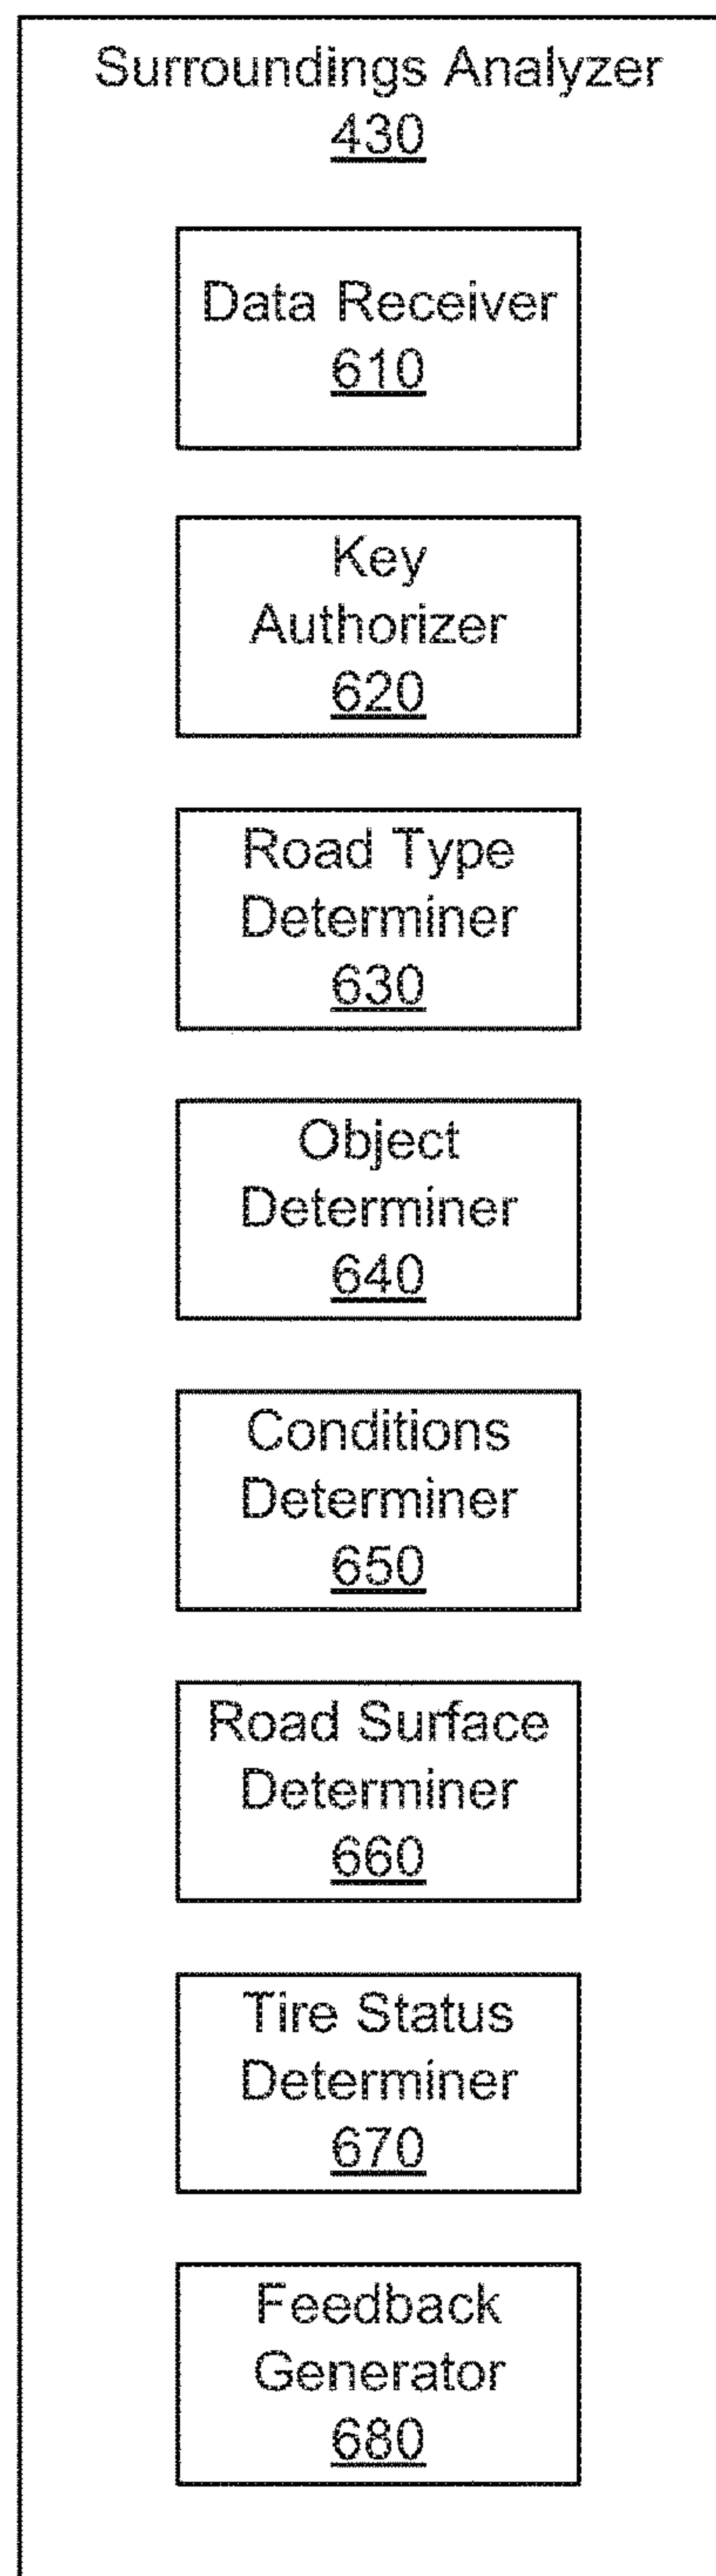 Surroundings Analyzer
430
Data Receiver
610
Key
Authorizer
620
Road Type
Determiner
630
Object
Determiner
640
Conditions
Determiner
650
Road Surface
Determiner
660
Tire Status
Determiner
670
Feedback
Generator
680